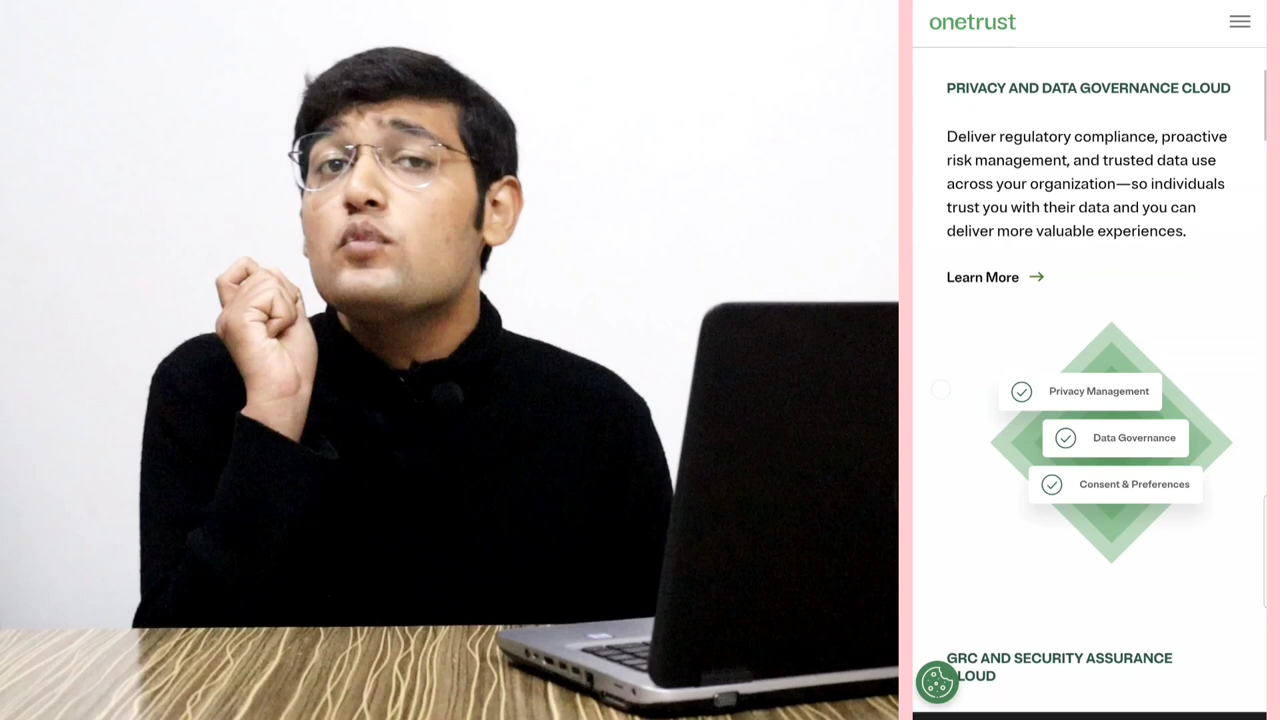 onetrust
PRIVACY AND DATA GOVERNANCE CLOUD
Deliver regulatory compliance, proactive
risk management, and trusted data use
across your organization—so individuals
trust you with their data and you can
deliver more valuable experiences.
Learn More
Privacy Management
Data Governance
Consent & Preferences
GRC AND SECURITY ASSURANCE
LOUD